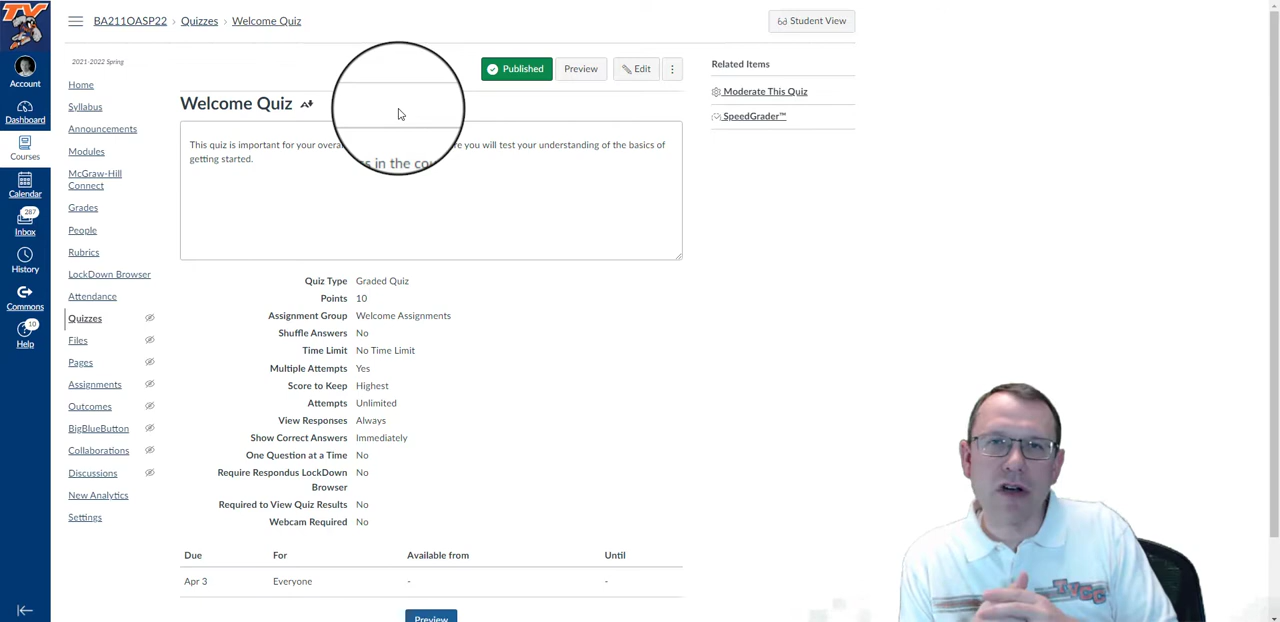 TV
BA211OASP22 › Quizzes › Welcome Quiz
Student View
2021-2022 Spring
Account
Dashboard
Courses
Calendar
287
Inbox
History
Commons
10
Help
Home
Syllabus
Announcements
Modules
McGraw-Hill
Connect
Grades
People
Rubrics
LockDown Browser
Attendance
Quizzes
Files
Pages
Assignments
Outcomes
BigBlueButton
Collaborations
Discussions
New Analytics
Settings
Published
Preview
Edit
Welcome Quiz
This quiz is important for your overa you will test your understanding of the basics of
s in the cou
getting started.
Quiz Type Graded Quiz
Points 10
Assignment Group Welcome Assignments
Shuffle Answers No
Time Limit No Time Limit
Multiple Attempts Yes
Score to Keep Highest
Attempts Unlimited
View Responses Always
Show Correct Answers Immediately
One Question at a Time No
Require Respondus LockDown No
Browser
Required to View Quiz Results No
Webcam Required No
Due For Available from Until
Apr 3 Everyone - -
Preview
Related Items
Moderate This Quiz
SpeedGrader™
TVCC